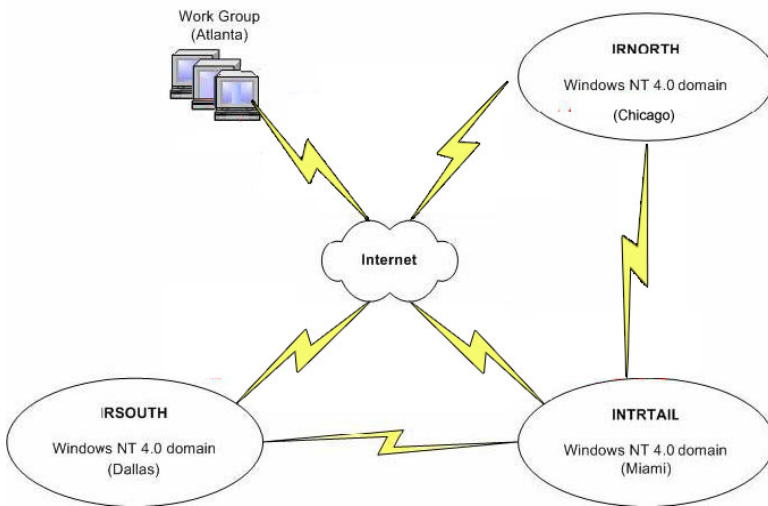 Work Group
(Atlanta)
IRNORTH
Windows NT 4.0 domain
(Chicago)
Internet
IRSOUTH
Windows NT 4.0 domain
(Dallas)
INTRTAIL
Windows NT 4.0 domain
(Miami)